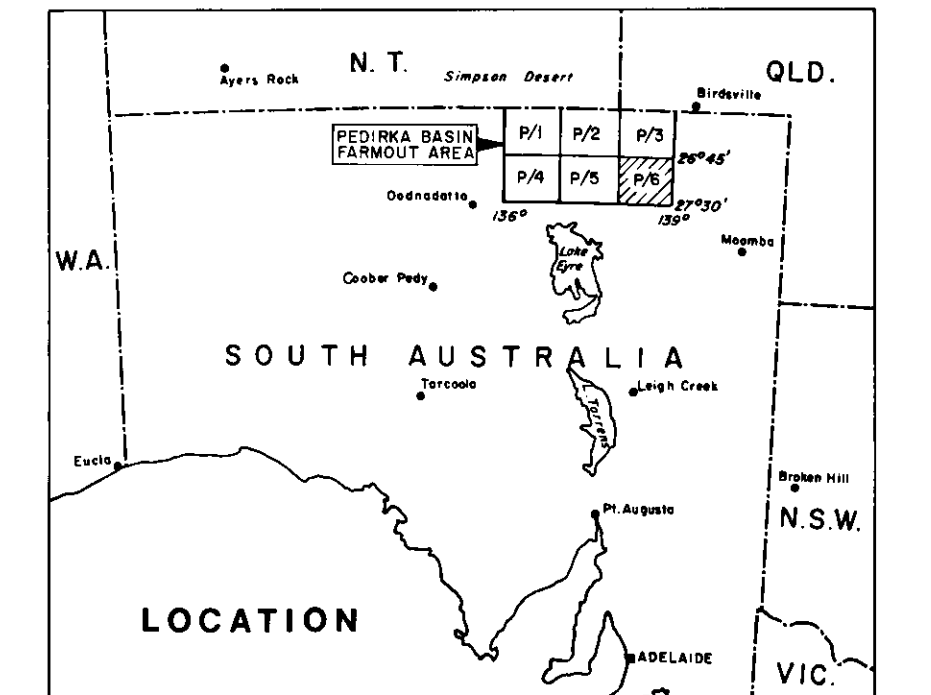 N. T.
QLD.
Simpson Desert
Ayers Rock
Birdsville
PEDIRKA BASIN
FARMOUT AREA
P/1
P/2
P/3
26°45'
P/4
P/5
P/6
Oodnadatta
136°
27°30'
139°
Moomba
W.A.
Lake
Eyre
Coober Pedy
SOUTH AUSTRALIA
Tarcoola
Leigh Creek
L. Torrens
Eucla
Broken Hill
Pt. Augusta
N.S.W.
LOCATION
ADELAIDE
VIC.